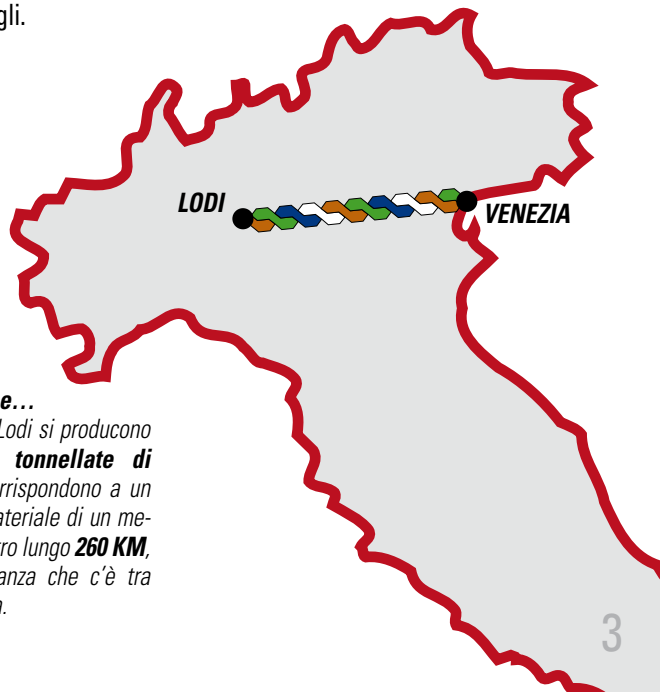 gli.
LODI
VENEZIA
e…
Lodi si producono
tonnellate di
rrispondono a un
ateriale di un me-
tro lungo 260 KM,
anza che c'è tra
.
3